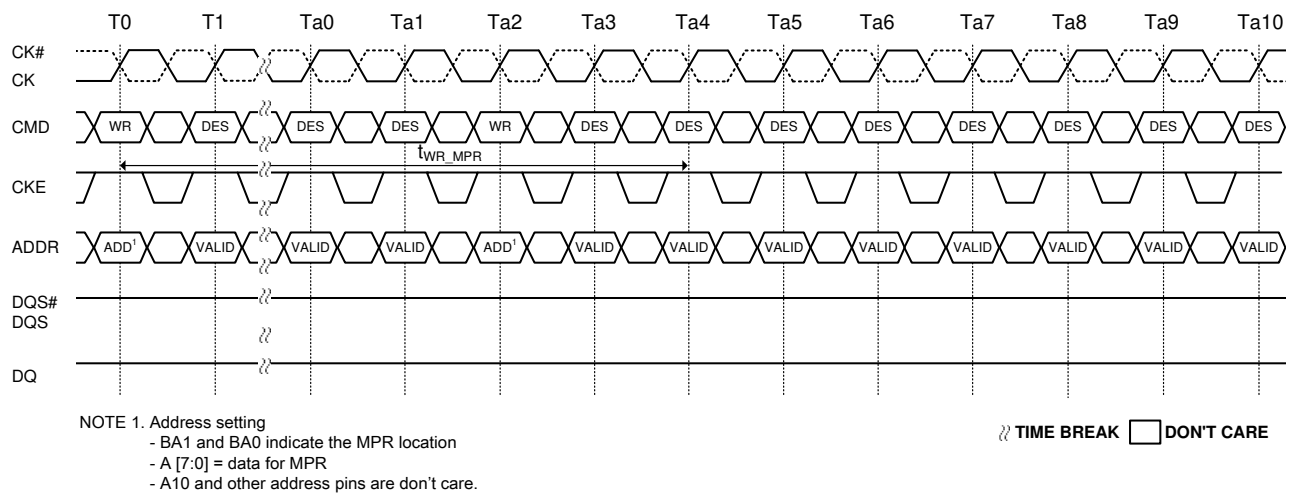 T0 T1 Ta0 Ta1 Ta2 Ta3 Ta4 Ta5 Ta6 Ta7 Ta8 Ta9 Ta10
CK#
CK
CMD WR DES DES DES WR DES DES DES DES DES DES DES DES
tWR_MPR
CKE
ADDR ADD1 VALID VALID VALID ADD1 VALID VALID VALID VALID VALID VALID VALID VALID
DQS#
DQS
DQ
NOTE 1. Address setting
- BA1 and BA0 indicate the MPR location
- A [7:0] = data for MPR
- A10 and other address pins are don't care.
TIME BREAK DON'T CARE